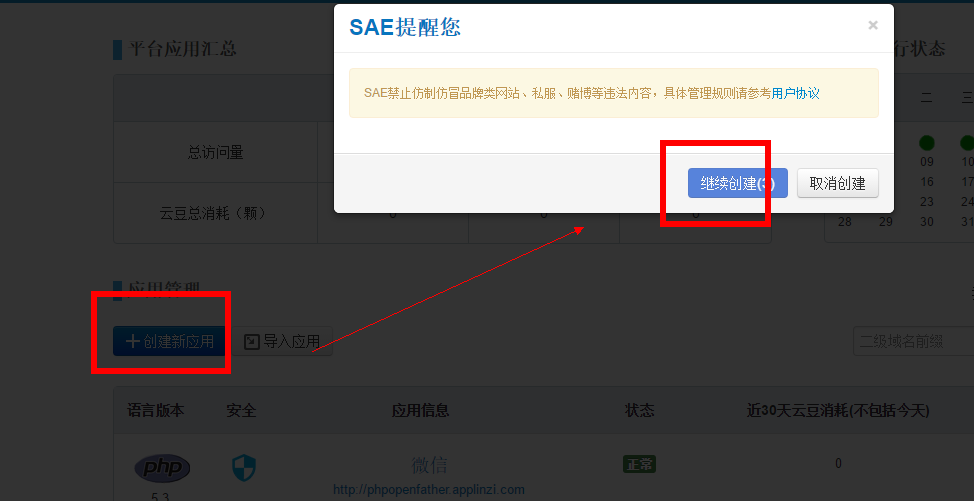 SAE提醒您
×
SAE禁止仿制仿冒品牌类网站、私服、赌博等违法内容，具体管理规则请参考用户协议
继续创建(3)
取消创建
平台应用汇总
行状态
二 三
总访问量
09 10
16 17
23 24
云豆总消耗（颗） 0 0 0
28 29 30 31
应用管理
创建新应用
导入应用
二级域名前缀
语言版本 安全 应用信息 状态 近30天云豆消耗(不包括今天)
php 微信 正常 0
5.3 http://phpopenfather.applinzi.com